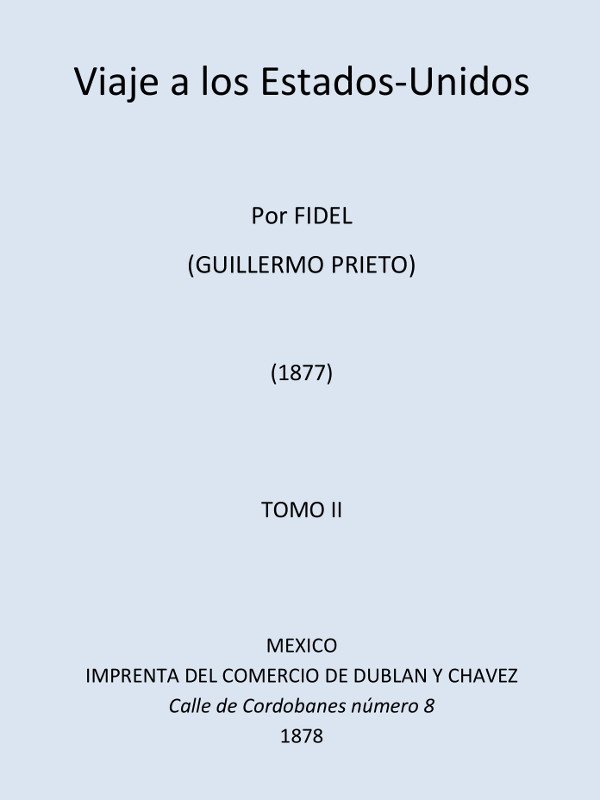 Viaje a los Estados-Unidos
Por FIDEL
(GUILLERMO PRIETO)
(1877)
TOMO II
MEXICO
IMPRENTA DEL COMERCIO DE DUBLAN Y CHAVEZ
Calle de Cordobanes número 8
1878